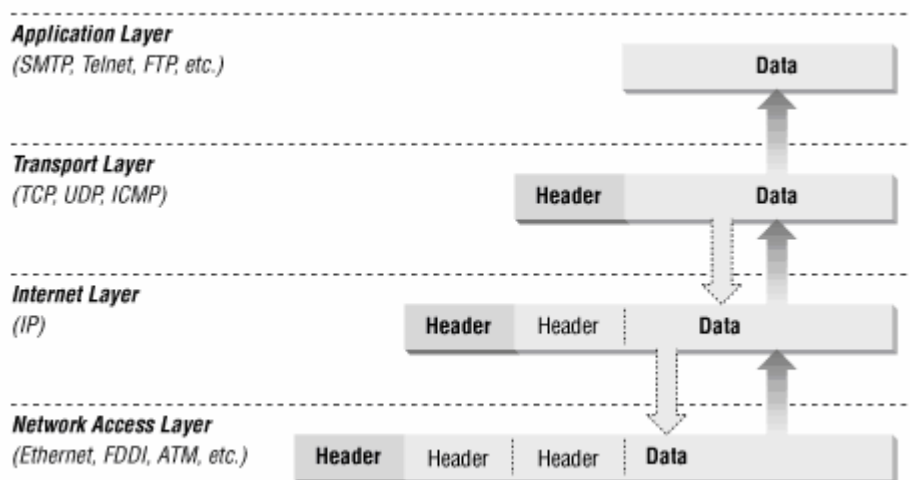 Application Layer
(SMTP, Telnet, FTP, etc.)
Data
Transport Layer
(TCP, UDP, ICMP)
Header Data
Internet Layer
(IP)
Header Header Data
Network Access Layer
(Ethernet, FDDI, ATM, etc.)
Header Header Header Data